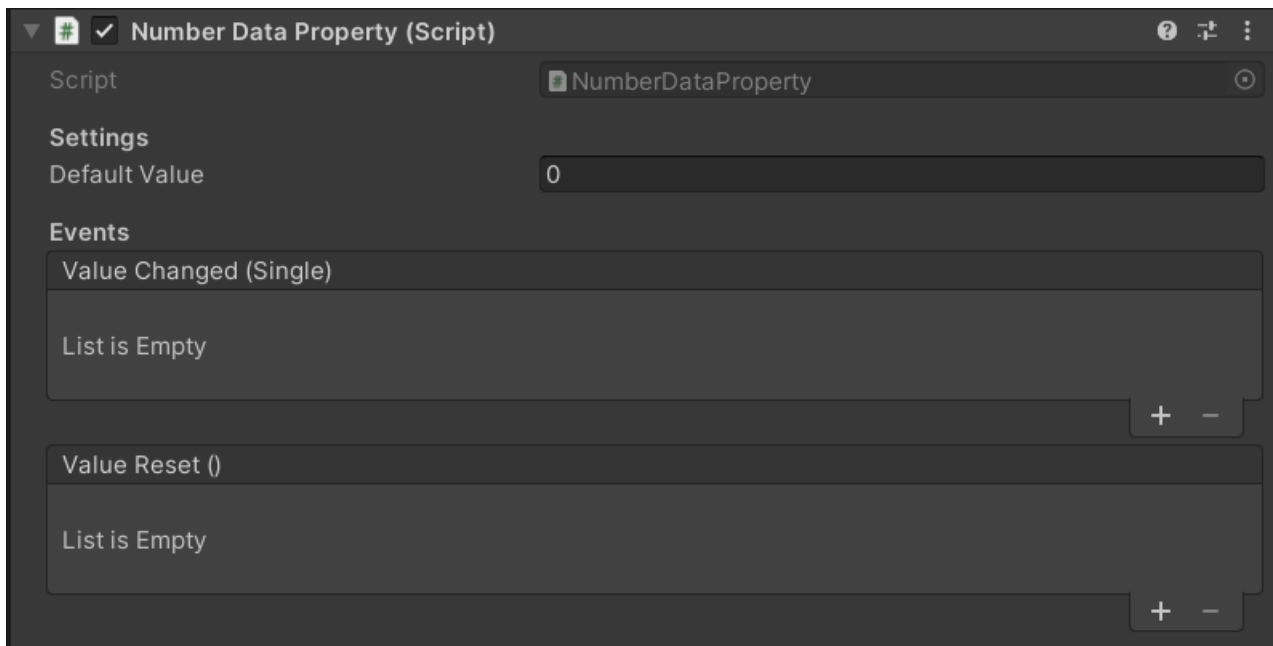 Number Data Property (Script)
Script NumberDataProperty
Settings
Default Value 0
Events
Value Changed (Single)
List is Empty
+ −
Value Reset ()
List is Empty
+ −